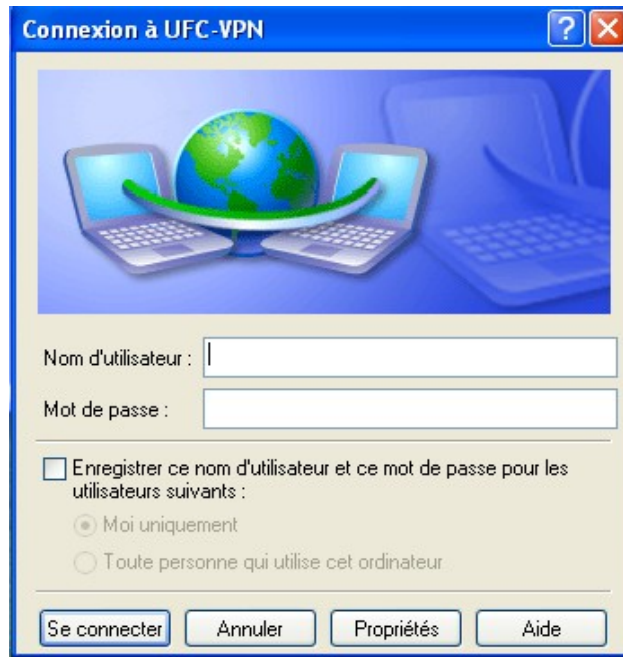 Connexion à UFC-VPN
Nom d'utilisateur :
Mot de passe :
Enregistrer ce nom d'utilisateur et ce mot de passe pour les
utilisateurs suivants :
Moi uniquement
Toute personne qui utilise cet ordinateur
Se connecter Annuler Propriétés Aide